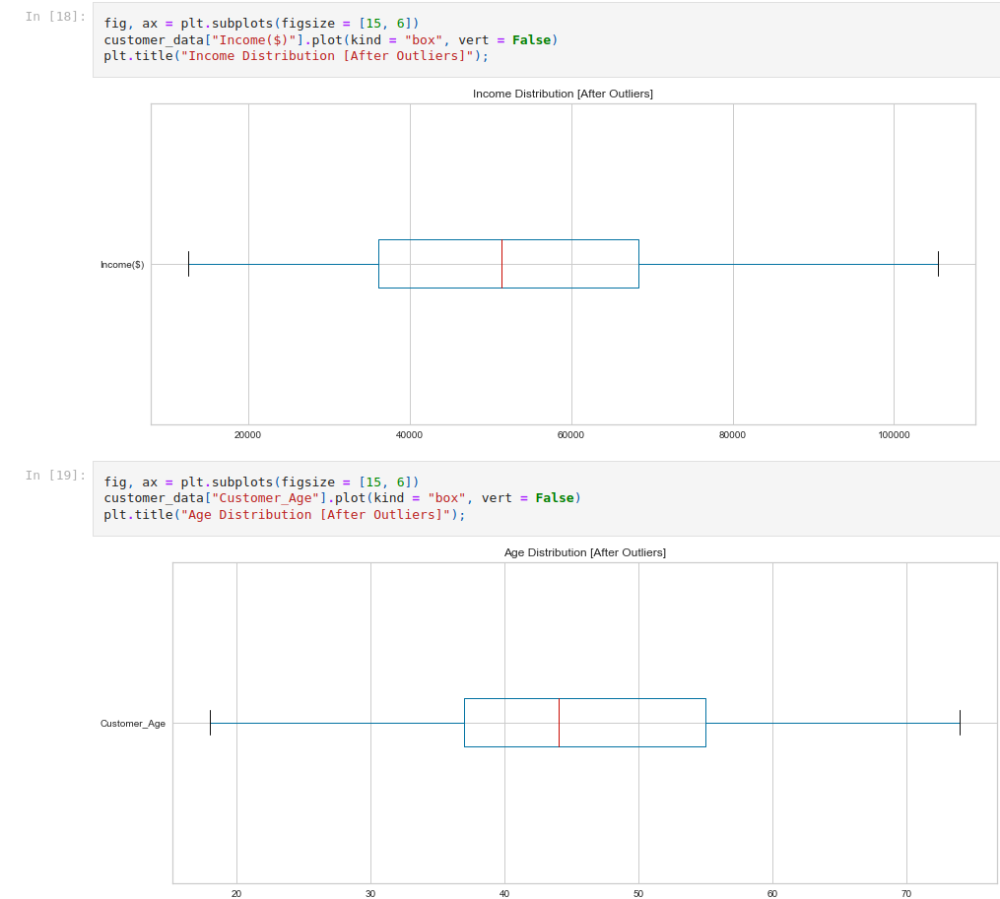 In [18]:
fig, ax = plt.subplots(figsize = [15, 6])
customer_data["Income($)"].plot(kind = "box", vert = False)
plt.title("Income Distribution [After Outliers]");
Income Distribution [After Outliers]
Income($)
20000 40000 60000 80000 100000
In [19]:
fig, ax = plt.subplots(figsize = [15, 6])
customer_data["Customer_Age"].plot(kind = "box", vert = False)
plt.title("Age Distribution [After Outliers]");
Age Distribution [After Outliers]
Customer_Age
20 30 40 50 60 70